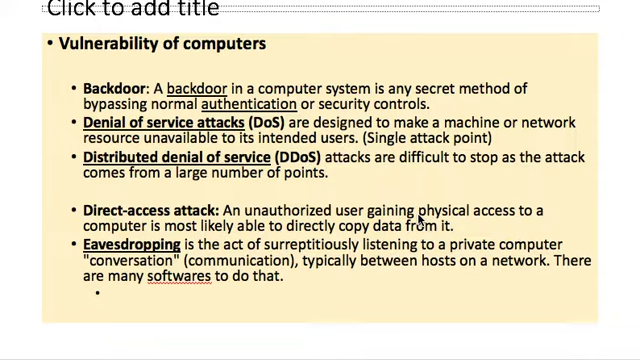 Click to add title
• Vulnerability of computers
• Backdoor: A backdoor in a computer system is any secret method of
bypassing normal authentication or security controls.
• Denial of service attacks (DoS) are designed to make a machine or network
resource unavailable to its intended users. (Single attack point)
• Distributed denial of service (DDoS) attacks are difficult to stop as the attack
comes from a large number of points.
• Direct-access attack: An unauthorized user gaining physical access to a
computer is most likely able to directly copy data from it.
• Eavesdropping is the act of surreptitiously listening to a private computer
"conversation" (communication), typically between hosts on a network. There
are many softwares to do that.
•